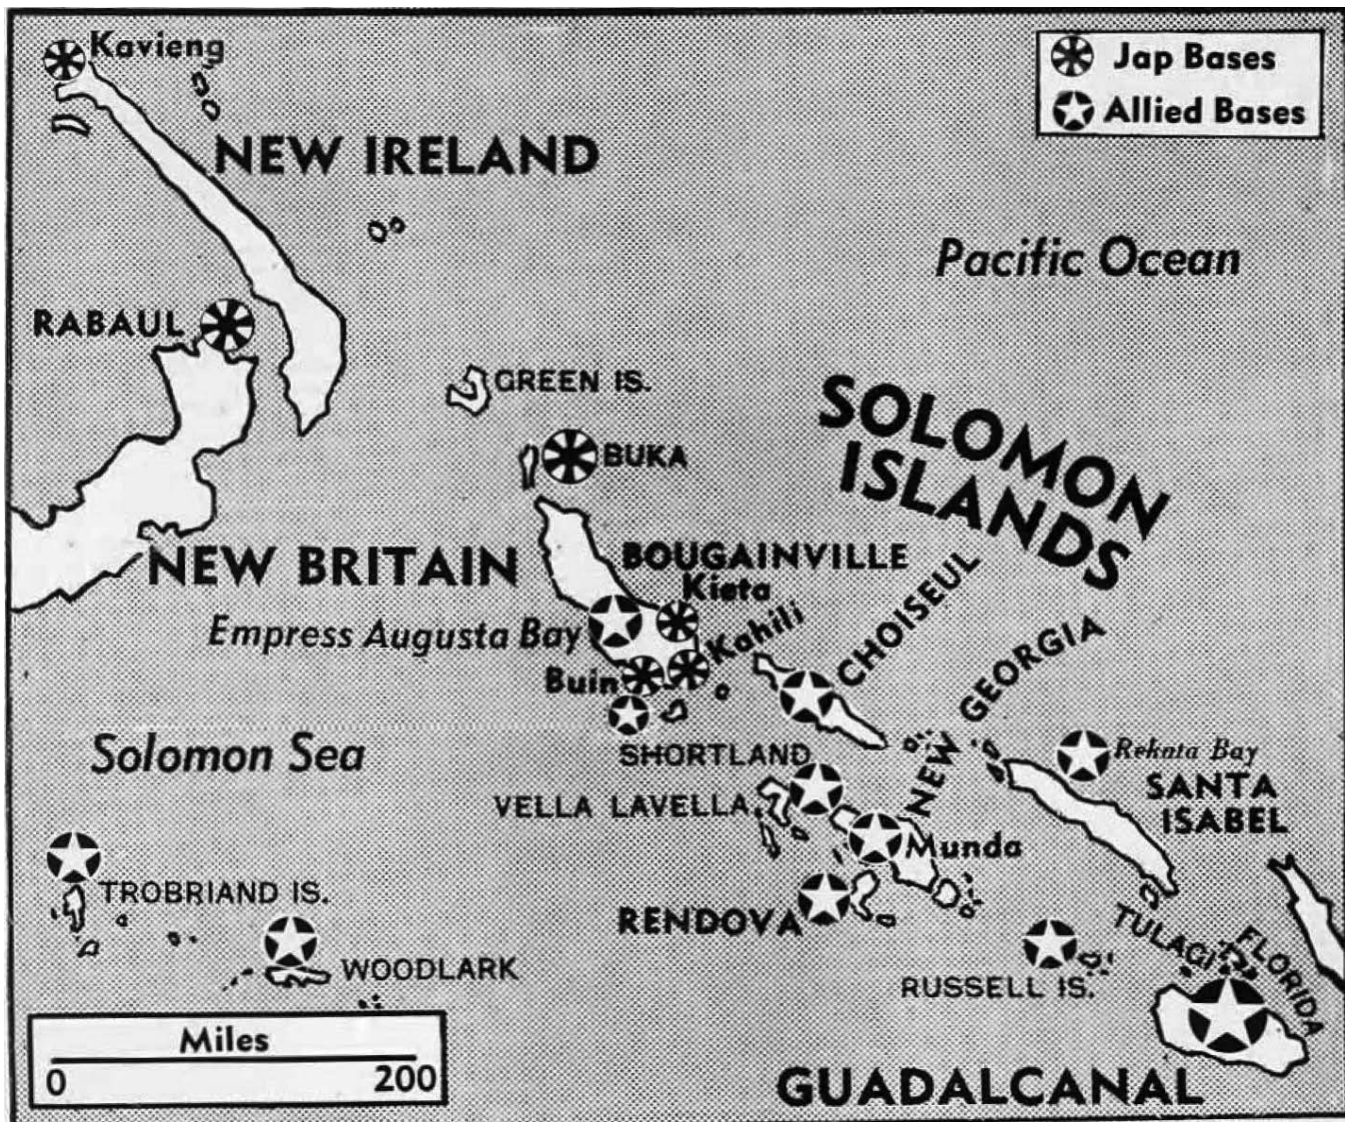 Kavieng
Jap Bases
Allied Bases
NEW IRELAND
Pacific Ocean
RABAUL
GREEN IS.
SOLOMON
ISLANDS
BUKA
NEW BRITAIN
BOUGAINVILLE
Kieta
Empress Augusta Bay
Kahili
CHOISEUL
NEW GEORGIA
Buin
Solomon Sea
SHORTLAND
Rekata Bay
VELLA LAVELLA
SANTA
ISABEL
Munda
TROBRIAND IS.
RENDOVA
TULAGI
FLORIDA
WOODLARK
RUSSELL IS.
Miles
0 200
GUADALCANAL